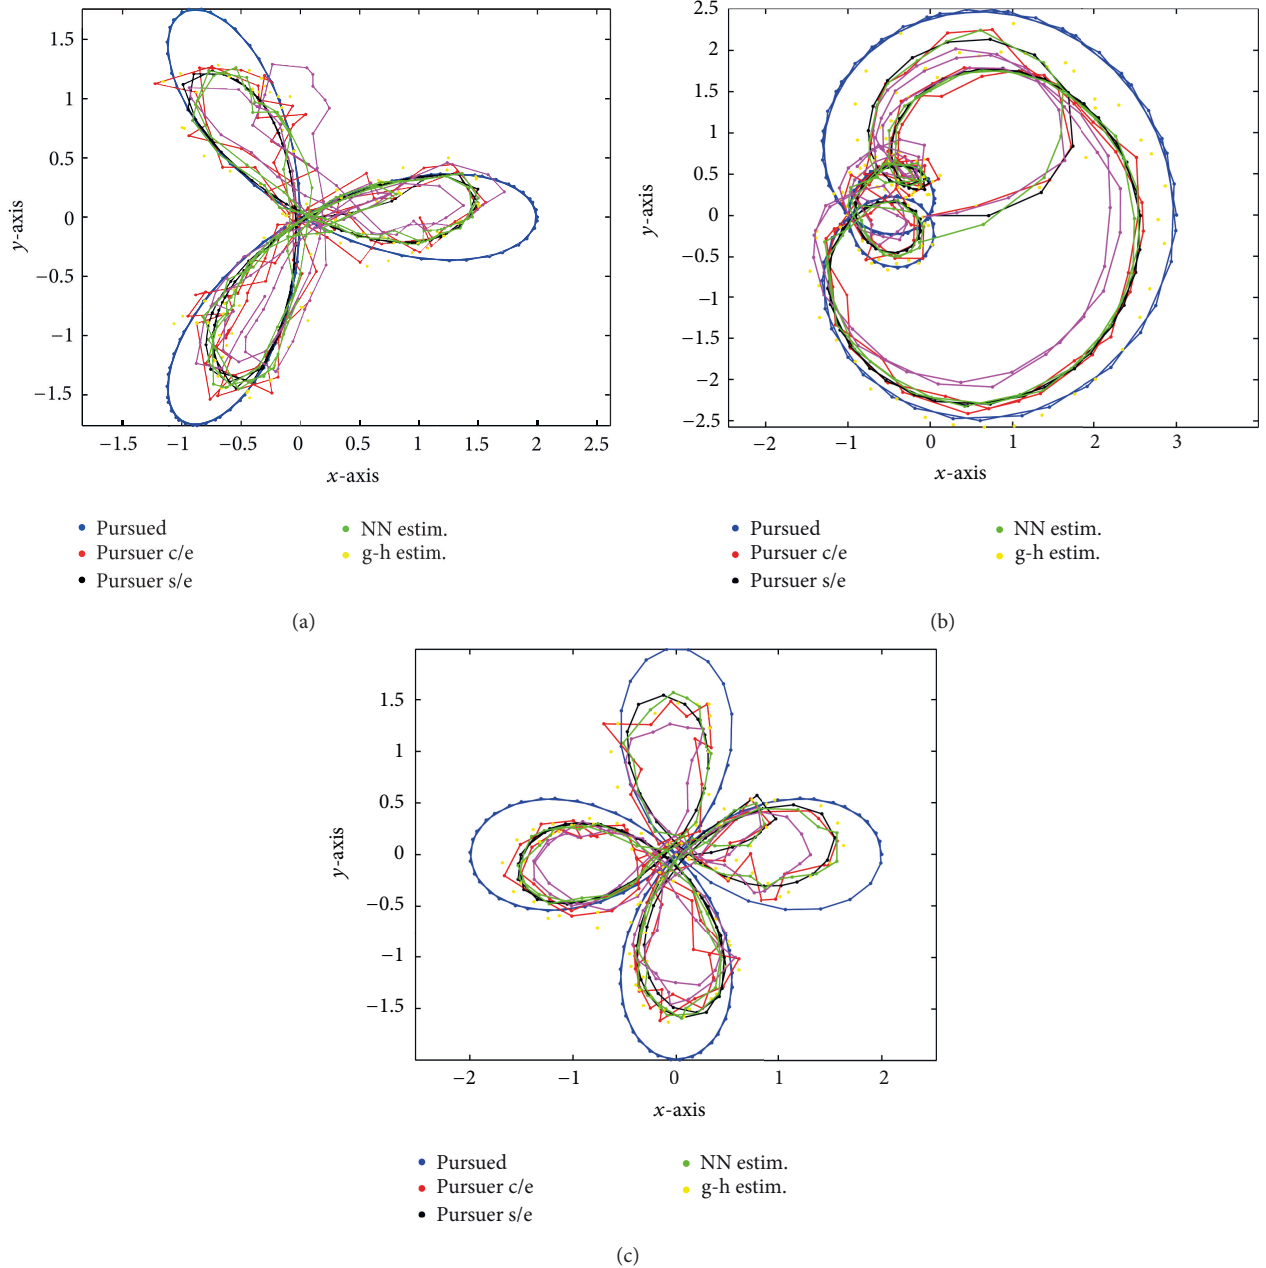 1.5
1
0.5
0
−0.5
−1
−1.5
y-axis
−1.5 −1 −0.5 0 0.5 1 1.5 2 2.5
x-axis
Pursued
Pursuer c/e
Pursuer s/e
NN estim.
g-h estim.
(a)
2.5
2
1.5
1
0.5
0
−0.5
−1
−1.5
−2
−2.5
y-axis
−2 −1 0 1 2 3
x-axis
Pursued
Pursuer c/e
Pursuer s/e
NN estim.
g-h estim.
(b)
1.5
1
0.5
0
−0.5
−1
−1.5
y-axis
−2 −1 0 1 2
x-axis
Pursued
Pursuer c/e
Pursuer s/e
NN estim.
g-h estim.
(c)